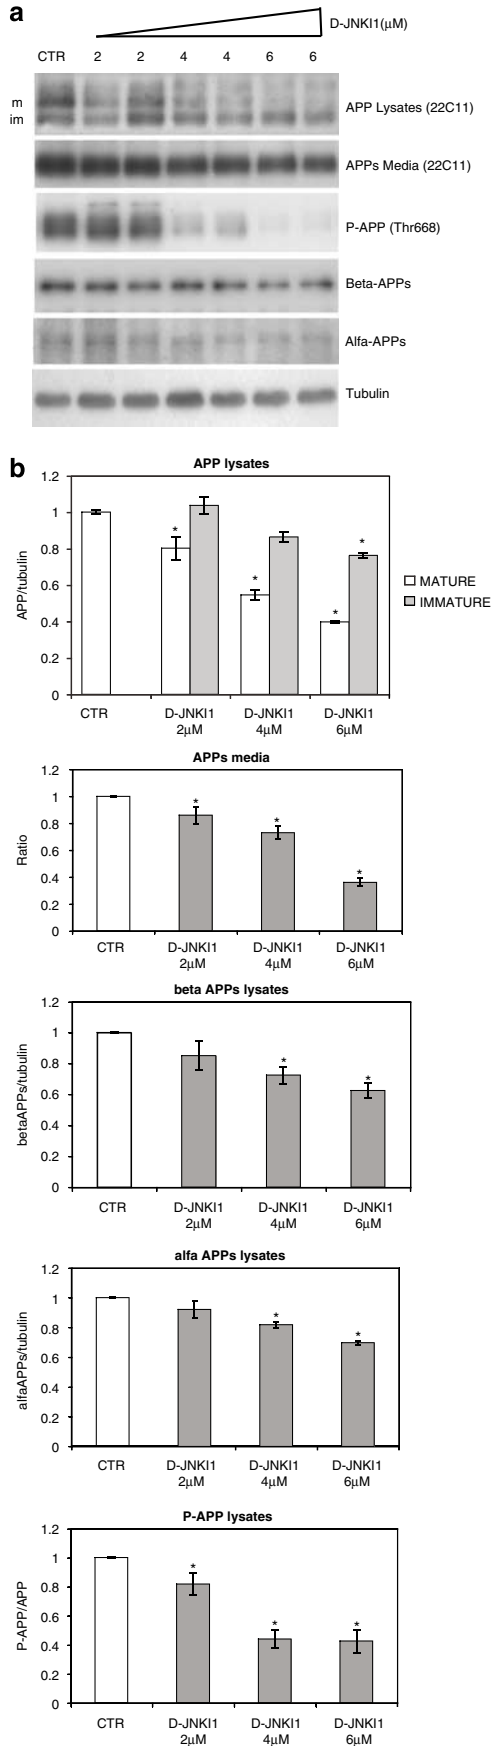 a
D-JNKI1(μM)
CTR 2 2 4 4 6 6
m
im
APP Lysates (22C11)
APPs Media (22C11)
P-APP (Thr668)
Beta-APPs
Alfa-APPs
Tubulin
b
APP lysates
1.2
1
0.8
0.6
0.4
0.2
0
APP/tubulin
* * * *
MATURE
IMMATURE
CTR D-JNKI1 D-JNKI1 D-JNKI1
2μM 4μM 6μM
APPs media
1.2
1
0.8
0.6
0.4
0.2
0
Ratio
* * *
CTR D-JNKI1 D-JNKI1 D-JNKI1
2μM 4μM 6μM
beta APPs lysates
1.2
1
0.8
0.6
0.4
0.2
0
betaAPPs/tubulin
* *
CTR D-JNKI1 D-JNKI1 D-JNKI1
2μM 4μM 6μM
alfa APPs lysates
1.2
1
0.8
0.6
0.4
0.2
0
alfaAPPs/tubulin
* *
CTR D-JNKI1 D-JNKI1 D-JNKI1
2μM 4μM 6μM
P-APP lysates
1.2
1
0.8
0.6
0.4
0.2
0
P-APP/APP
* * *
CTR D-JNKI1 D-JNKI1 D-JNKI1
2μM 4μM 6μM